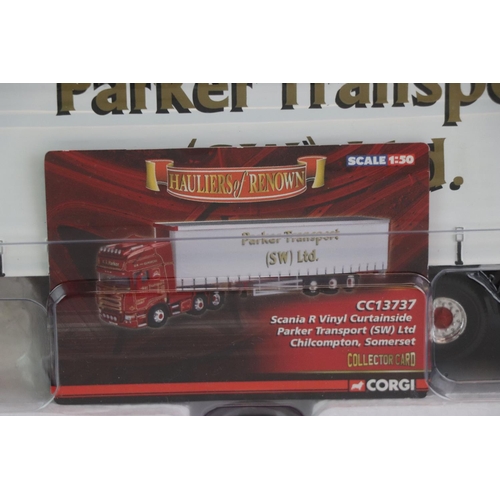 Parker Transpo
(SW) Ltd.
SCALE 1:50
HAULIERS of RENOWN
Parker Transport
(SW) Ltd.
CC13737
Scania R Vinyl Curtainside
Parker Transport (SW) Ltd
Chilcompton, Somerset
COLLECTOR CARD
CORGI